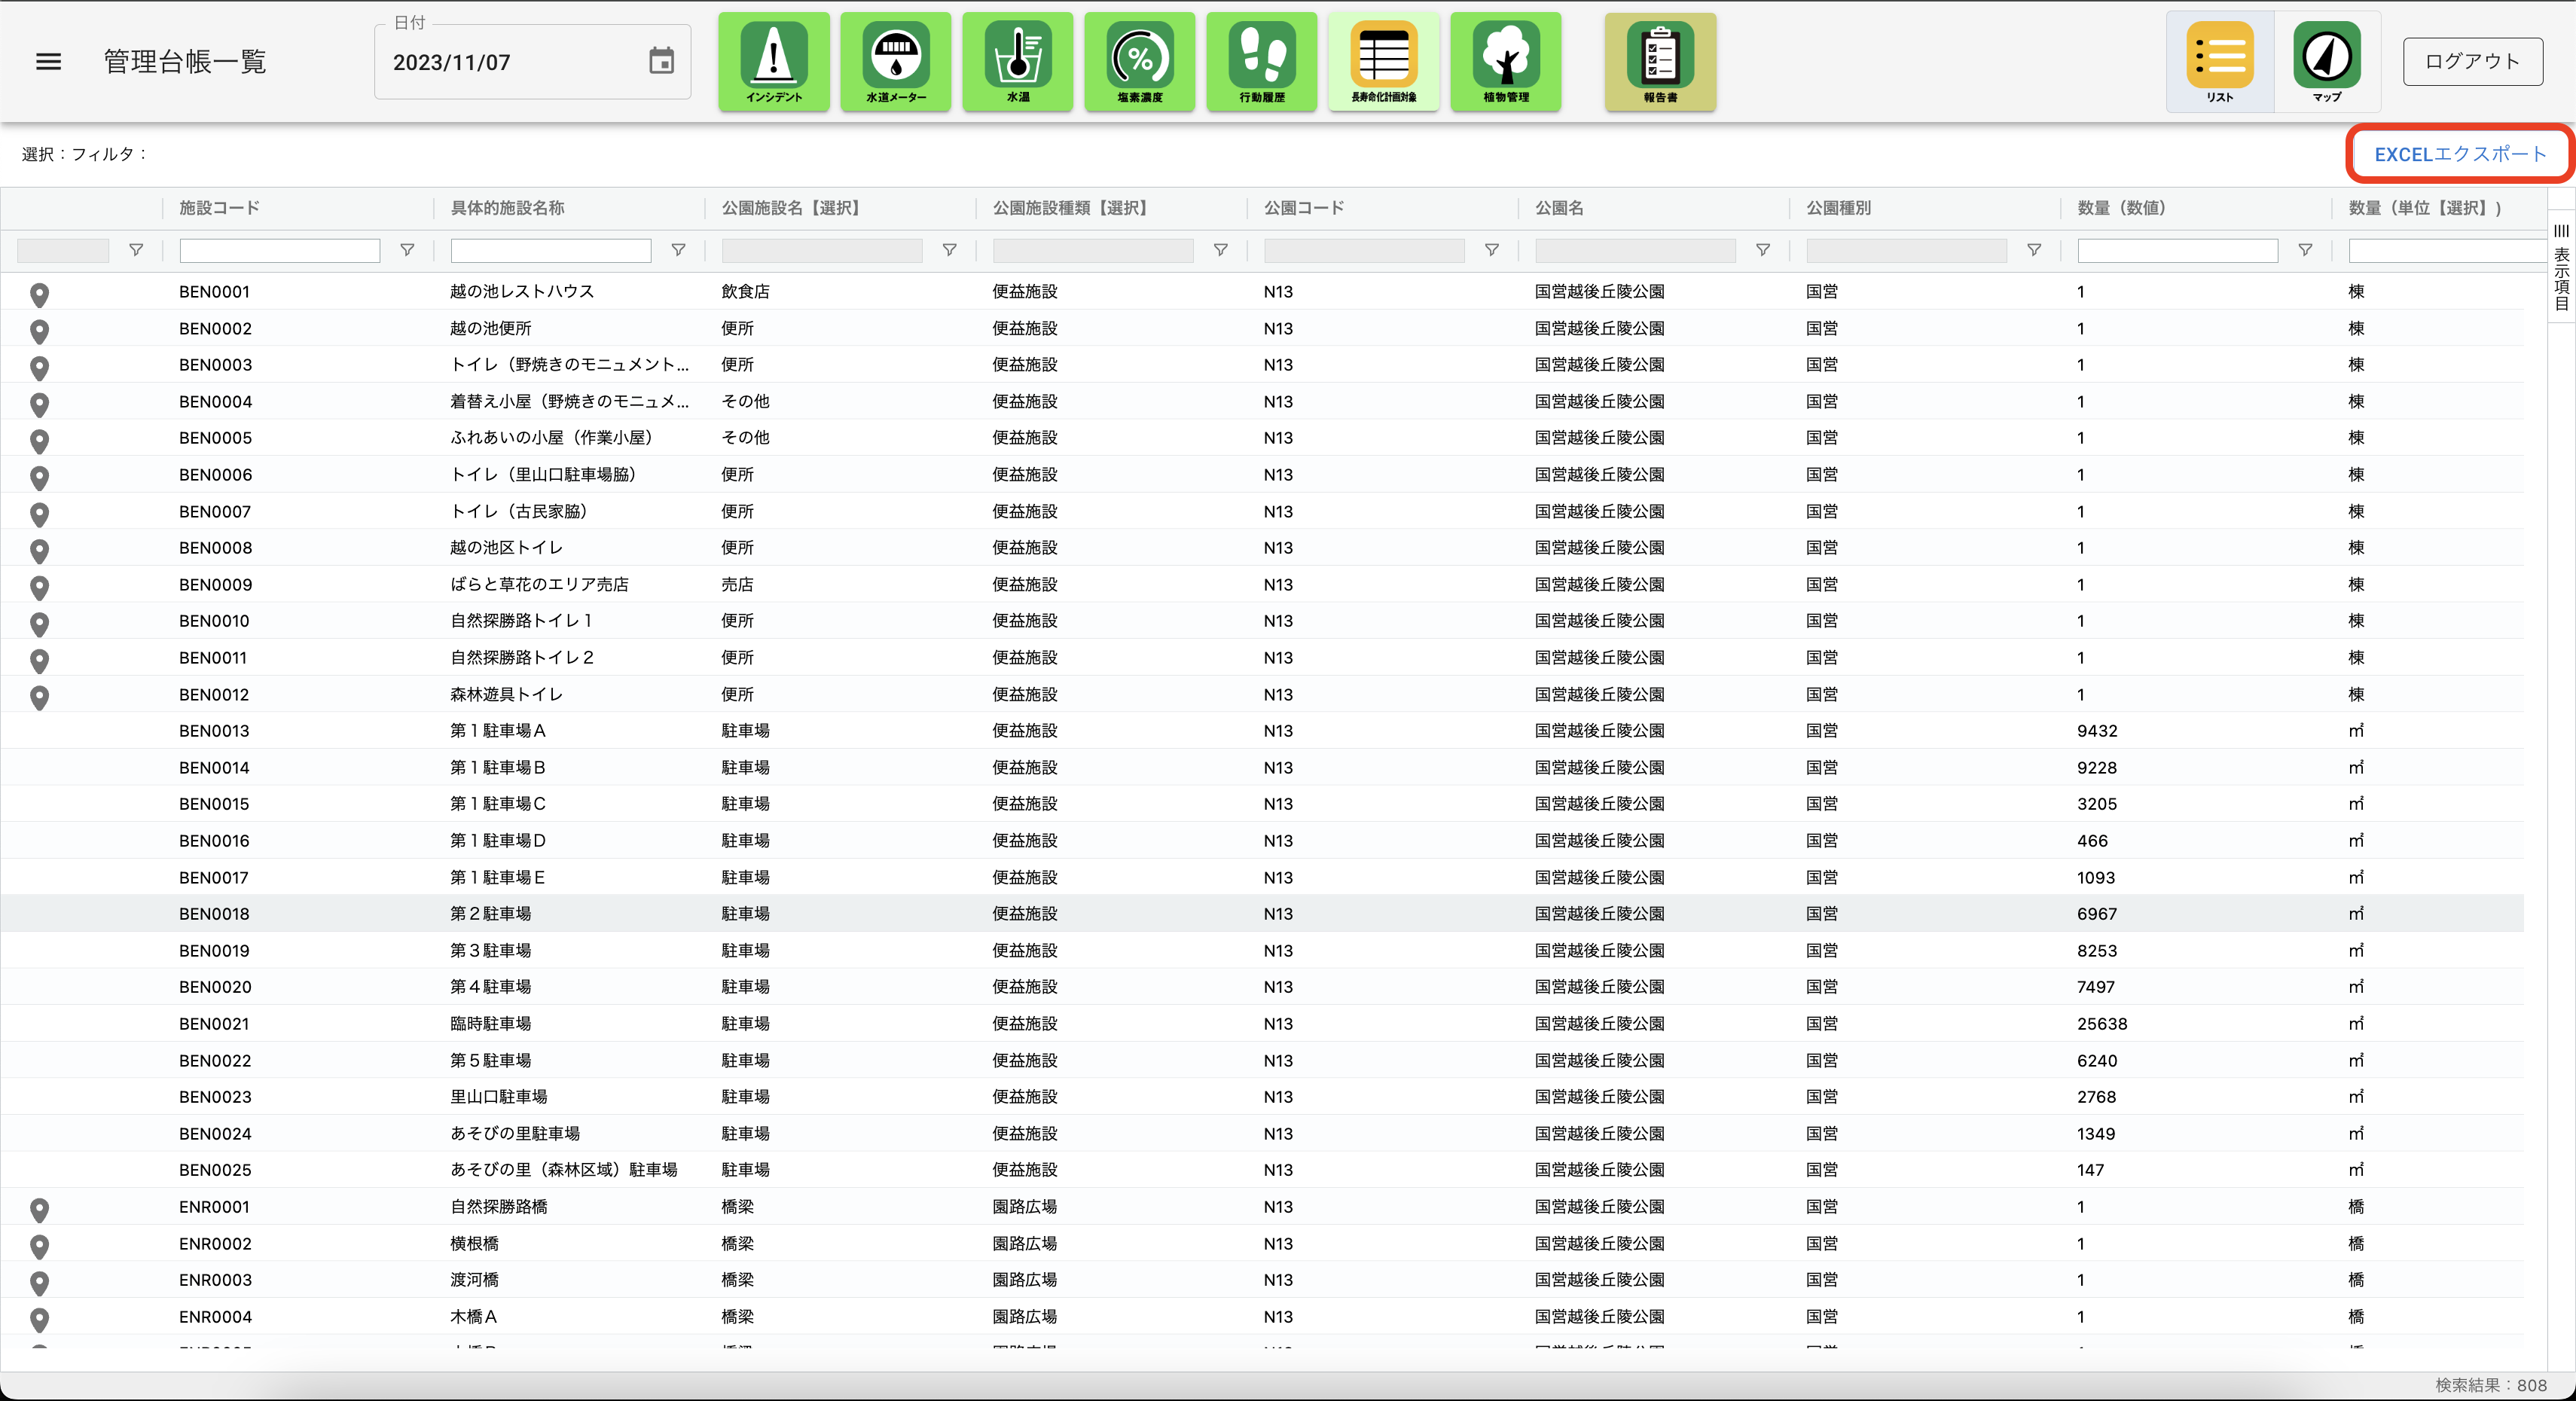 管理台帳一覧
日付
2023/11/07
インシデント
水道メーター
水温
%
塩素濃度
行動履歴
長寿命化計画対象
植物管理
報告書
リスト
マップ
ログアウト
選択：フィルタ：
EXCELエクスポート
施設コード 具体的施設名称 公園施設名【選択】 公園施設種類【選択】 公園コード 公園名 公園種別 数量（数値） 数量（単位【選択】)
表示項目
BEN0001 越の池レストハウス 飲食店 便益施設 N13 国営越後丘陵公園 国営 1 棟
BEN0002 越の池便所 便所 便益施設 N13 国営越後丘陵公園 国営 1 棟
BEN0003 トイレ（野焼きのモニュメント... 便所 便益施設 N13 国営越後丘陵公園 国営 1 棟
BEN0004 着替え小屋（野焼きのモニュメ... その他 便益施設 N13 国営越後丘陵公園 国営 1 棟
BEN0005 ふれあいの小屋（作業小屋） その他 便益施設 N13 国営越後丘陵公園 国営 1 棟
BEN0006 トイレ（里山口駐車場脇） 便所 便益施設 N13 国営越後丘陵公園 国営 1 棟
BEN0007 トイレ（古民家脇） 便所 便益施設 N13 国営越後丘陵公園 国営 1 棟
BEN0008 越の池区トイレ 便所 便益施設 N13 国営越後丘陵公園 国営 1 棟
BEN0009 ばらと草花のエリア売店 売店 便益施設 N13 国営越後丘陵公園 国営 1 棟
BEN0010 自然探勝路トイレ１ 便所 便益施設 N13 国営越後丘陵公園 国営 1 棟
BEN0011 自然探勝路トイレ２ 便所 便益施設 N13 国営越後丘陵公園 国営 1 棟
BEN0012 森林遊具トイレ 便所 便益施設 N13 国営越後丘陵公園 国営 1 棟
BEN0013 第１駐車場Ａ 駐車場 便益施設 N13 国営越後丘陵公園 国営 9432 ㎡
BEN0014 第１駐車場Ｂ 駐車場 便益施設 N13 国営越後丘陵公園 国営 9228 ㎡
BEN0015 第１駐車場Ｃ 駐車場 便益施設 N13 国営越後丘陵公園 国営 3205 ㎡
BEN0016 第１駐車場Ｄ 駐車場 便益施設 N13 国営越後丘陵公園 国営 466 ㎡
BEN0017 第１駐車場Ｅ 駐車場 便益施設 N13 国営越後丘陵公園 国営 1093 ㎡
BEN0018 第２駐車場 駐車場 便益施設 N13 国営越後丘陵公園 国営 6967 ㎡
BEN0019 第３駐車場 駐車場 便益施設 N13 国営越後丘陵公園 国営 8253 ㎡
BEN0020 第４駐車場 駐車場 便益施設 N13 国営越後丘陵公園 国営 7497 ㎡
BEN0021 臨時駐車場 駐車場 便益施設 N13 国営越後丘陵公園 国営 25638 ㎡
BEN0022 第５駐車場 駐車場 便益施設 N13 国営越後丘陵公園 国営 6240 ㎡
BEN0023 里山口駐車場 駐車場 便益施設 N13 国営越後丘陵公園 国営 2768 ㎡
BEN0024 あそびの里駐車場 駐車場 便益施設 N13 国営越後丘陵公園 国営 1349 ㎡
BEN0025 あそびの里（森林区域）駐車場 駐車場 便益施設 N13 国営越後丘陵公園 国営 147 ㎡
ENR0001 自然探勝路橋 橋梁 園路広場 N13 国営越後丘陵公園 国営 1 橋
ENR0002 横根橋 橋梁 園路広場 N13 国営越後丘陵公園 国営 1 橋
ENR0003 渡河橋 橋梁 園路広場 N13 国営越後丘陵公園 国営 1 橋
ENR0004 木橋Ａ 橋梁 園路広場 N13 国営越後丘陵公園 国営 1 橋
検索結果：808